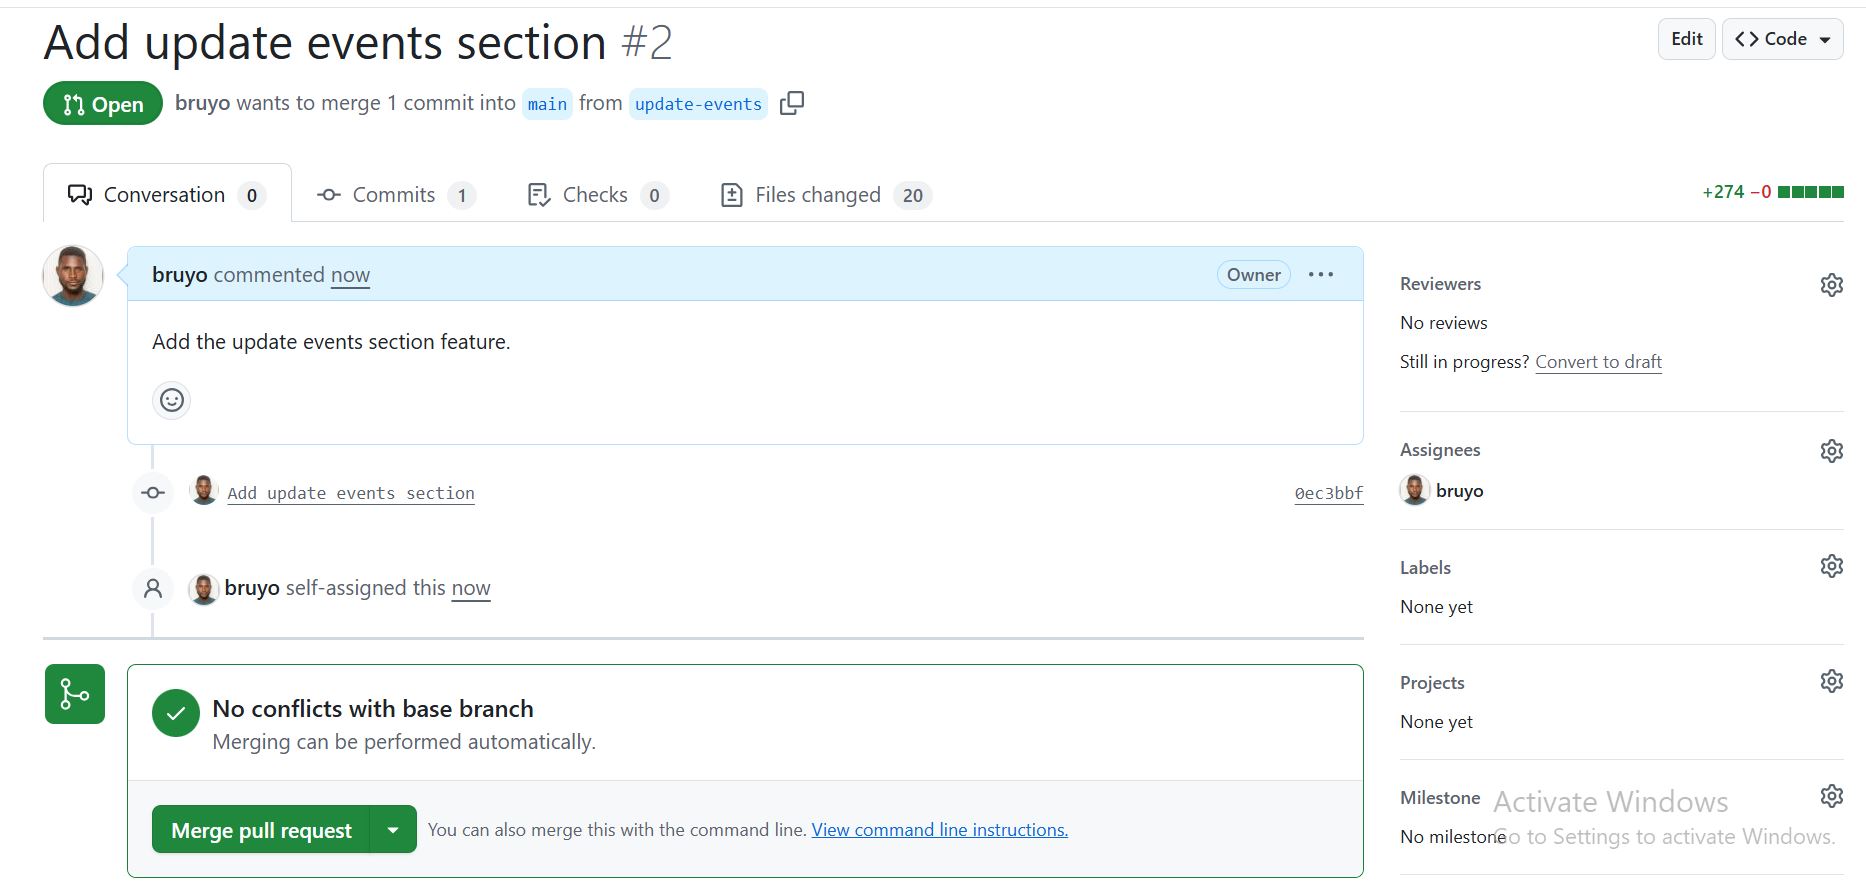 Add update events section #2
Edit
Code
Open
bruyo wants to merge 1 commit into main from update-events
Conversation 0
Commits 1
Checks 0
Files changed 20
+274 −0
bruyo commented now
Owner
Add the update events section feature.
Add update events section
0ec3bbf
bruyo self-assigned this now
No conflicts with base branch
Merging can be performed automatically.
Merge pull request
You can also merge this with the command line. View command line instructions.
Reviewers
No reviews
Still in progress? Convert to draft
Assignees
bruyo
Labels
None yet
Projects
None yet
Milestone
No milestone
Activate Windows
Go to Settings to activate Windows.